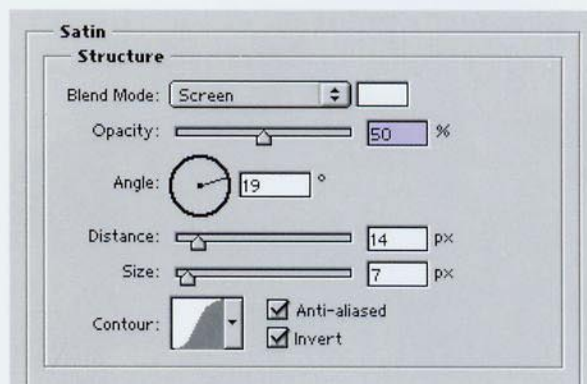 Satin
Structure
Blend Mode: Screen
Opacity: 50 %
Angle: 19 °
Distance: 14 px
Size: 7 px
Contour:
Anti-aliased
Invert